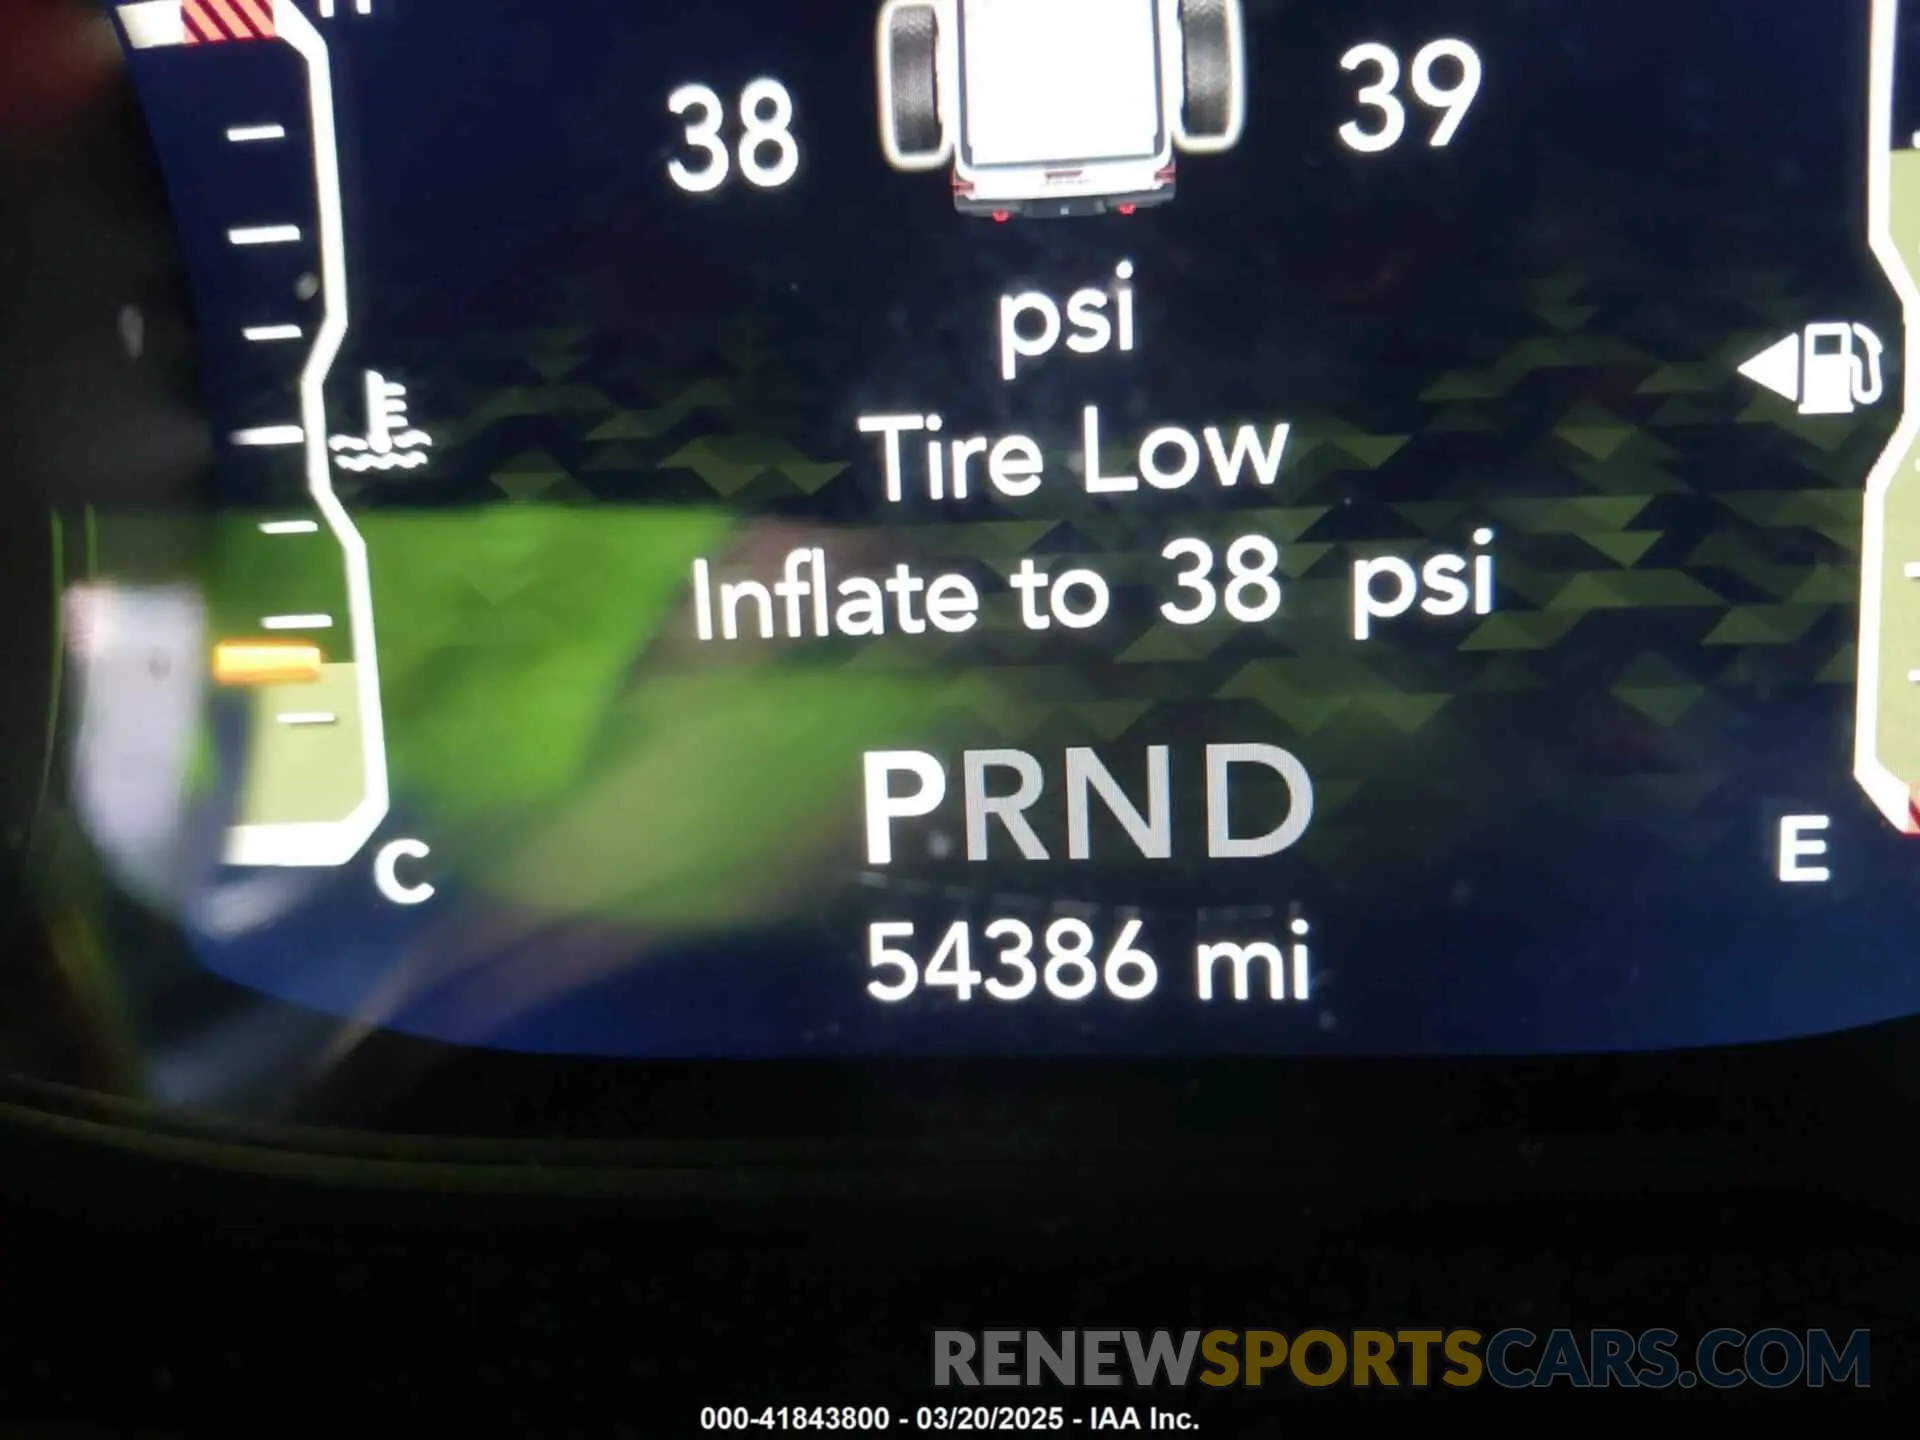 38 39
psi
Tire Low
Inflate to 38 psi
PRND
C E
54386 mi
RENEWSPORTSCARS.COM
000-41843800 - 03/20/2025 - IAA Inc.